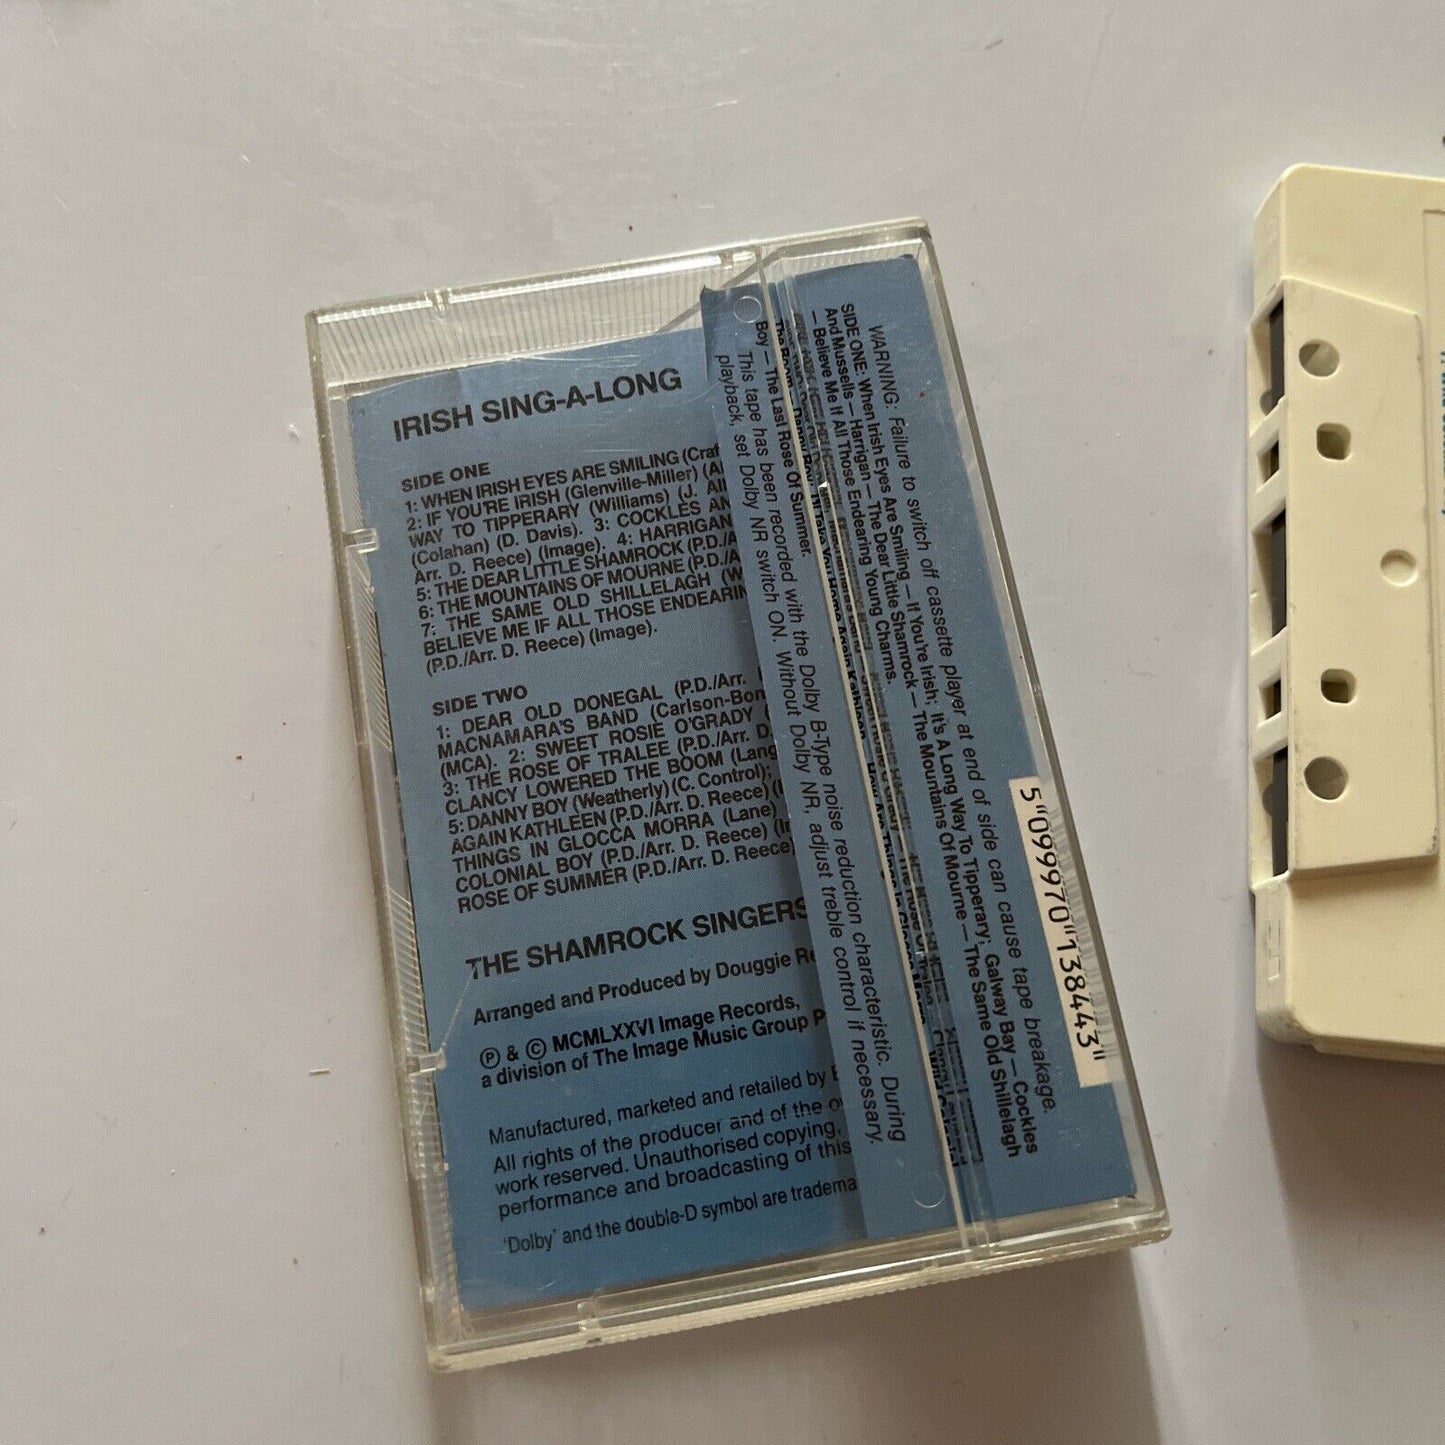 IRISH SING-A-LONG
SIDE ONE
1: WHEN IRISH EYES ARE SMILING (Graf
2: IF YOU'RE IRISH (Glenville-Miller) (Al
WAY TO TIPPERARY (Williams) (J. Al
(Colahan) (D. Davis). 3: COCKLES AN
Arr. D. Reece) (Image). 4: HARRIGAN
5: THE DEAR LITTLE SHAMROCK (P.D./A
6: THE MOUNTAINS OF MOURNE (P.D./A
7: THE SAME OLD SHILLELAGH (W
BELIEVE ME IF ALL THOSE ENDEARIN
(P.D./Arr. D. Reece) (Image).
SIDE TWO
1: DEAR OLD DONEGAL (P.D./Arr.
MACNAMARA'S BAND (Carlson-Bon
(MCA). 2: SWEET ROSIE O'GRADY
3: THE ROSE OF TRALEE (P.D./Arr. D
CLANCY LOWERED THE BOOM (Lang
5: DANNY BOY (Weatherly) (C. Control);
AGAIN KATHLEEN (P.D./Arr. D. Reece)
THINGS IN GLOCCA MORRA (Lane)
COLONIAL BOY (P.D./Arr. D. Reece)
ROSE OF SUMMER (P.D./Arr. D. Reece)
THE SHAMROCK SINGERS
Arranged and Produced by Douggie Re
Ⓟ & © MCMLXXVI Image Records,
a division of The Image Music Group P
Manufactured, marketed and retailed by
All rights of the producer and of the
work reserved. Unauthorised copying,
performance and broadcasting of this
'Dolby' and the double-D symbol are tradema
WARNING: Failure to switch off cassette player at end of side can cause tape breakage.
SIDE ONE: When Irish Eyes Are Smiling — If You're Irish; It's A Long Way To Tipperary; Galway Bay — Cockles
And Mussells — Harrigan — The Dear Little Shamrock — The Mountains Of Mourne — The Same Old Shillelagh
— Believe Me If All Those Endearing Young Charms.
Boy — The Last Rose Of Summer.
This tape has been recorded with the Dolby B-Type noise reduction characteristic. During
playback, set Dolby NR switch ON. Without Dolby NR, adjust treble control if necessary.
5"099970"138443"